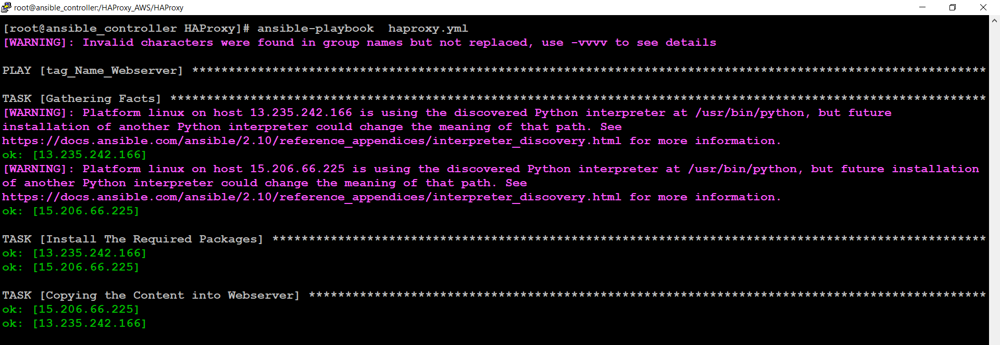 root@ansible_controller:/HAProxy_AWS/HAProxy
[root@ansible_controller HAProxy]# ansible-playbook  haproxy.yml
[WARNING]: Invalid characters were found in group names but not replaced, use -vvvv to see details
PLAY [tag_Name_Webserver] *************************************************************************************************************
TASK [Gathering Facts] ****************************************************************************************************************
[WARNING]: Platform linux on host 13.235.242.166 is using the discovered Python interpreter at /usr/bin/python, but future
installation of another Python interpreter could change the meaning of that path. See
https://docs.ansible.com/ansible/2.10/reference_appendices/interpreter_discovery.html for more information.
ok: [13.235.242.166]
[WARNING]: Platform linux on host 15.206.66.225 is using the discovered Python interpreter at /usr/bin/python, but future installation
of another Python interpreter could change the meaning of that path. See
https://docs.ansible.com/ansible/2.10/reference_appendices/interpreter_discovery.html for more information.
ok: [15.206.66.225]
TASK [Install The Required Packages] **************************************************************************************************
ok: [13.235.242.166]
ok: [15.206.66.225]
TASK [Copying the Content into Webserver] *********************************************************************************************
ok: [15.206.66.225]
ok: [13.235.242.166]